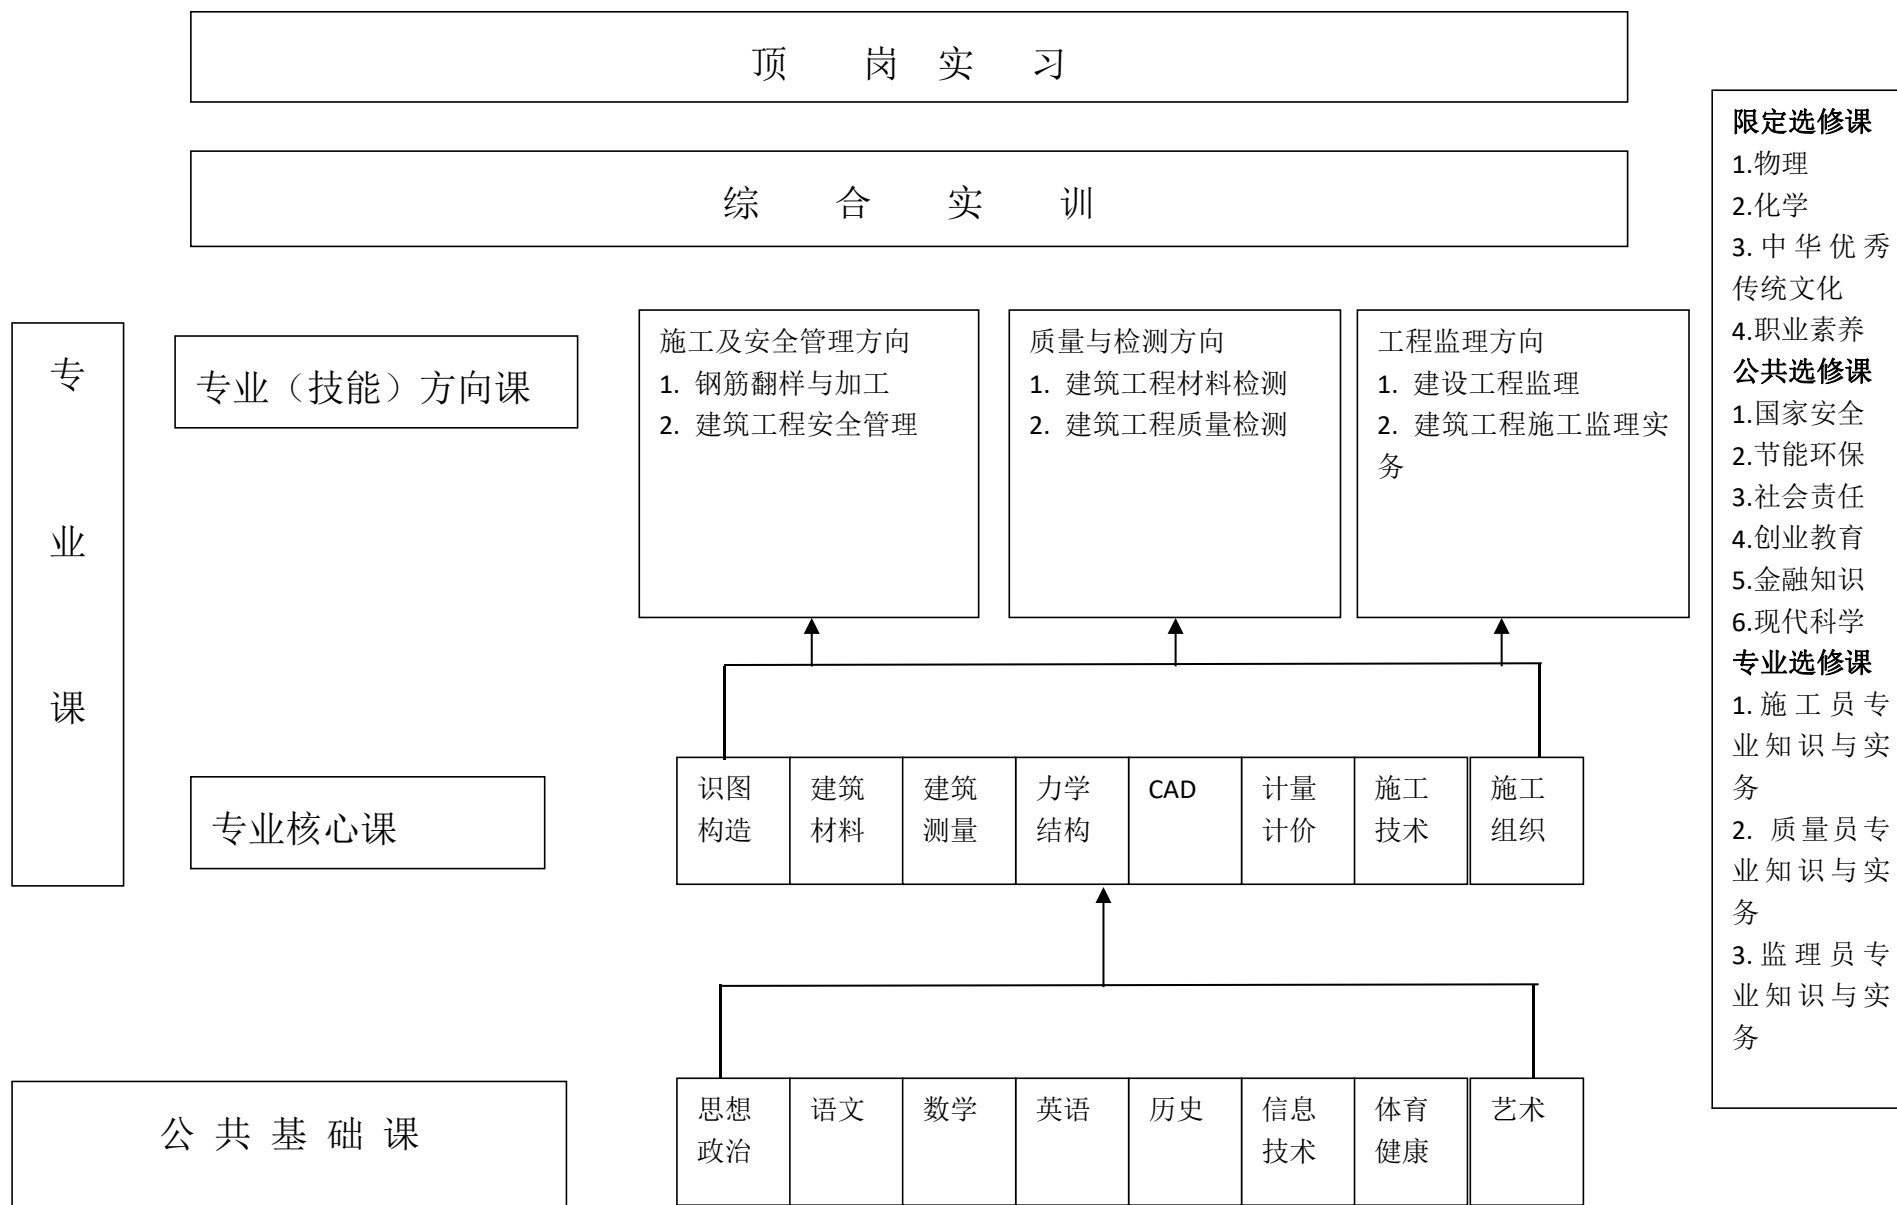 顶 岗 实 习
综 合 实 训
专
业
课
专业（技能）方向课
施工及安全管理方向
1. 钢筋翻样与加工
2. 建筑工程安全管理
质量与检测方向
1. 建筑工程材料检测
2. 建筑工程质量检测
工程监理方向
1. 建设工程监理
2. 建筑工程施工监理实
务
专业核心课
识图
构造
建筑
材料
建筑
测量
力学
结构
CAD
计量
计价
施工
技术
施工
组织
公 共 基 础 课
思想
政治
语文
数学
英语
历史
信息
技术
体育
健康
艺术
限定选修课
1.物理
2.化学
3.中华优秀
传统文化
4.职业素养
公共选修课
1.国家安全
2.节能环保
3.社会责任
4.创业教育
5.金融知识
6.现代科学
专业选修课
1.施工员专
业知识与实
务
2. 质量员专
业知识与实
务
3.监理员专
业知识与实
务